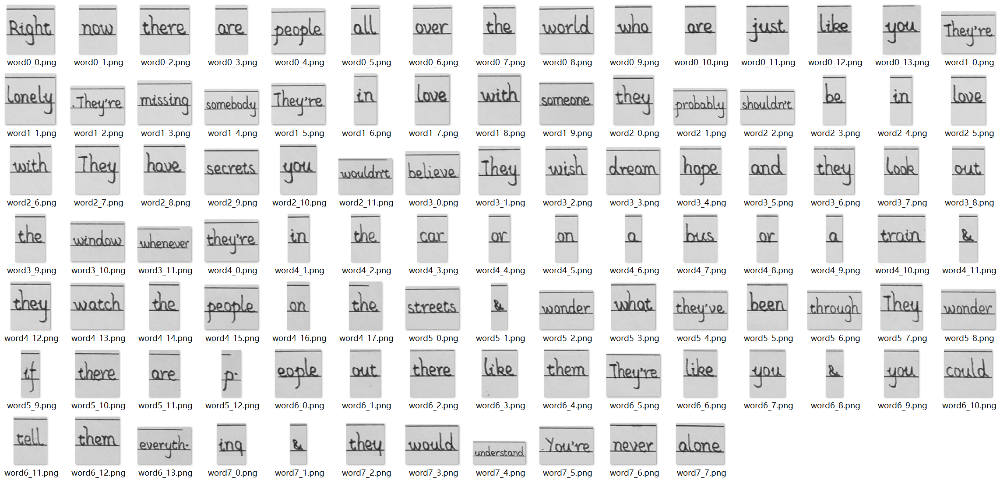 Right now there are people all over the world who are just like you They're
word0_0.png word0_1.png word0_2.png word0_3.png word0_4.png word0_5.png word0_6.png word0_7.png word0_8.png word0_9.png word0_10.png word0_11.png word0_12.png word0_13.png word1_0.png
lonely .They're missing somebody They're in love with someone they probably shouldn't be in love
word1_1.png word1_2.png word1_3.png word1_4.png word1_5.png word1_6.png word1_7.png word1_8.png word1_9.png word2_0.png word2_1.png word2_2.png word2_3.png word2_4.png word2_5.png
with They have secrets you wouldn't believe They wish dream hope and they look out
word2_6.png word2_7.png word2_8.png word2_9.png word2_10.png word2_11.png word3_0.png word3_1.png word3_2.png word3_3.png word3_4.png word3_5.png word3_6.png word3_7.png word3_8.png
the window whenever they're in the car or on a bus or a train &
word3_9.png word3_10.png word3_11.png word4_0.png word4_1.png word4_2.png word4_3.png word4_4.png word4_5.png word4_6.png word4_7.png word4_8.png word4_9.png word4_10.png word4_11.png
they watch the people on the streets & wonder what they've been through They wonder
word4_12.png word4_13.png word4_14.png word4_15.png word4_16.png word4_17.png word5_0.png word5_1.png word5_2.png word5_3.png word5_4.png word5_5.png word5_6.png word5_7.png word5_8.png
if there are p- eople out there like them They're like you & you could
word5_9.png word5_10.png word5_11.png word5_12.png word6_0.png word6_1.png word6_2.png word6_3.png word6_4.png word6_5.png word6_6.png word6_7.png word6_8.png word6_9.png word6_10.png
tell them everyth- ing & they would understand .You're never alone
word6_11.png word6_12.png word6_13.png word7_0.png word7_1.png word7_2.png word7_3.png word7_4.png word7_5.png word7_6.png word7_7.png